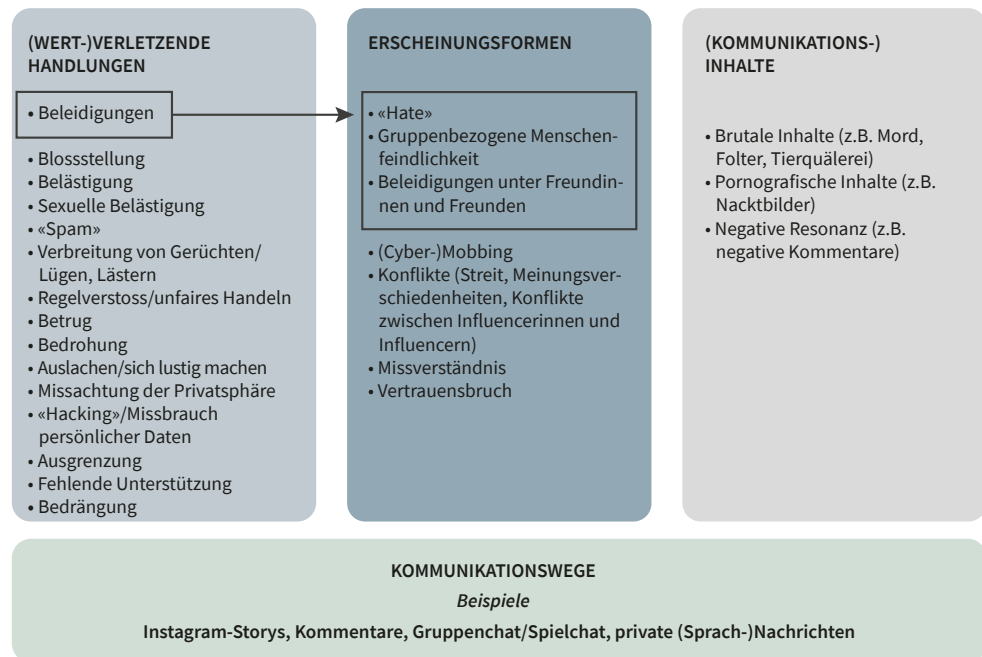 (WERT-)VERLETZENDE
HANDLUNGEN
• Beleidigungen
• Blossstellung
• Belästigung
• Sexuelle Belästigung
• «Spam»
• Verbreitung von Gerüchten/
Lügen, Lästern
• Regelverstoss/unfaires Handeln
• Betrug
• Bedrohung
• Auslachen/sich lustig machen
• Missachtung der Privatsphäre
• «Hacking»/Missbrauch
persönlicher Daten
• Ausgrenzung
• Fehlende Unterstützung
• Bedrängung
ERSCHEINUNGSFORMEN
• «Hate»
• Gruppenbezogene Menschen-
feindlichkeit
• Beleidigungen unter Freundin-
nen und Freunden
• (Cyber-)Mobbing
• Konflikte (Streit, Meinungsver-
schiedenheiten, Konflikte
zwischen Influencerinnen und
Influencern)
• Missverständnis
• Vertrauensbruch
(KOMMUNIKATIONS-)
INHALTE
• Brutale Inhalte (z.B. Mord,
Folter, Tierquälerei)
• Pornografische Inhalte (z.B.
Nacktbilder)
• Negative Resonanz (z.B.
negative Kommentare)
KOMMUNIKATIONSWEGE
Beispiele
Instagram-Storys, Kommentare, Gruppenchat/Spielchat, private (Sprach-)Nachrichten